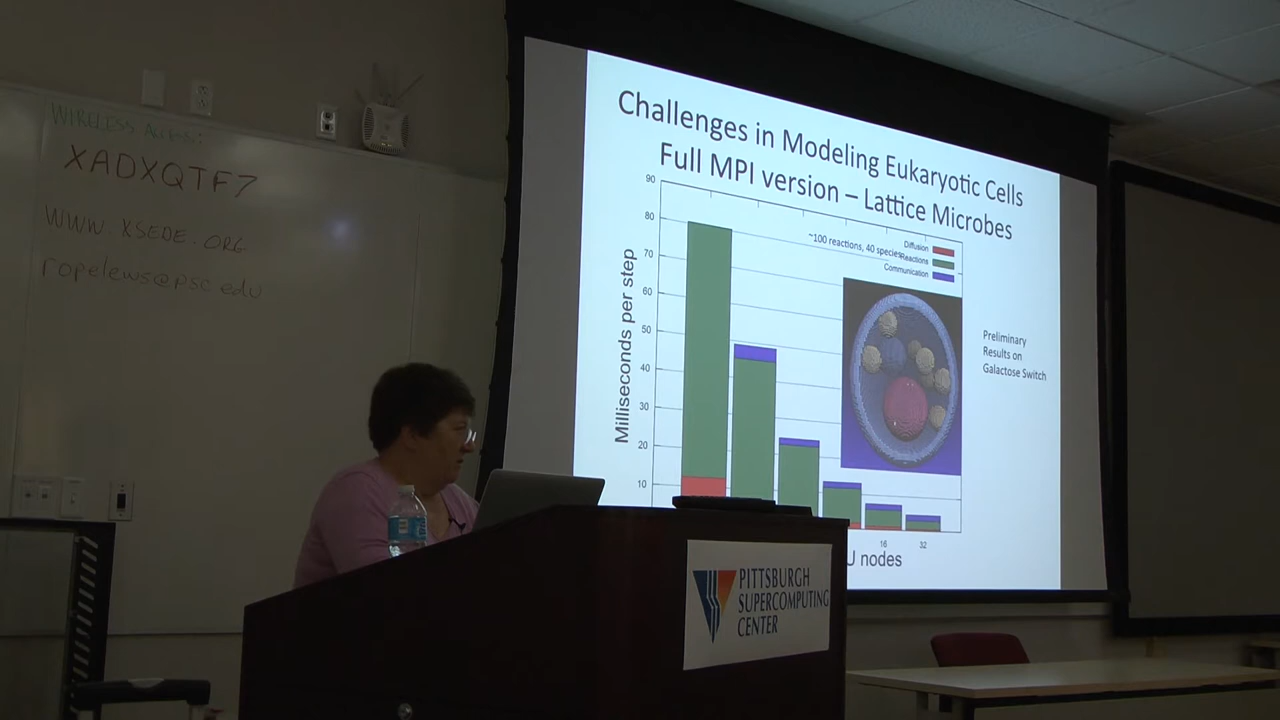 WIRELESS ACCESS:
XADXQTF7
WWW.XSEDE.ORG
ropelews@psc.edu
Challenges in Modeling Eukaryotic Cells
Full MPI version – Lattice Microbes
90
80
70
60
50
40
30
20
10
Milliseconds per step
~100 reactions, 40 species
Diffusion
Reactions
Communication
Preliminary
Results on
Galactose Switch
16
32
U nodes
PITTSBURGH
SUPERCOMPUTING
CENTER